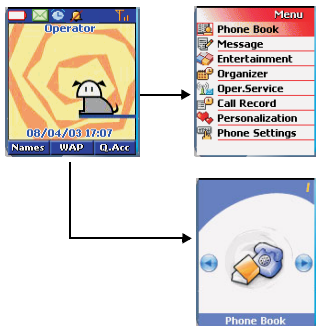 Operator
08/04/03 17:07
Names WAP Q.Acc
Menu
Phone Book
Message
Entertainment
Organizer
Oper.Service
Call Record
Personalization
Phone Settings
Phone Book